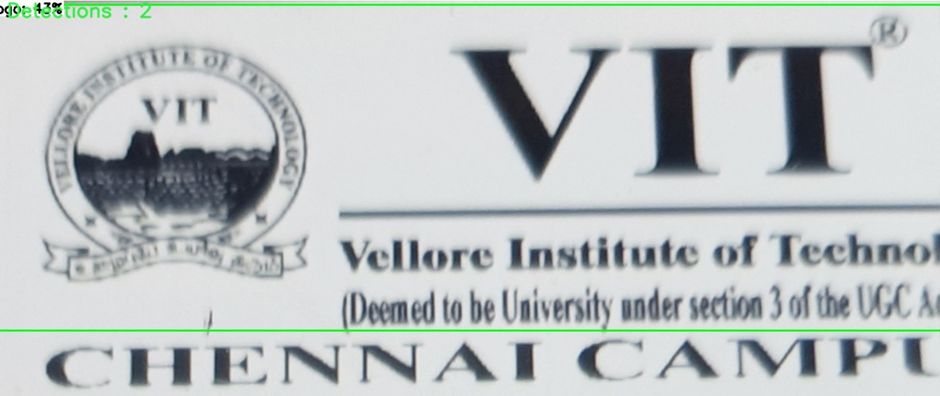 Detections : 2
VELLORE INSTITUTE OF TECHNOLOGY
VIT
VIT®
Vellore Institute of Technol
(Deemed to be University under section 3 of the UGC Ac
CHENNAI CAMPU